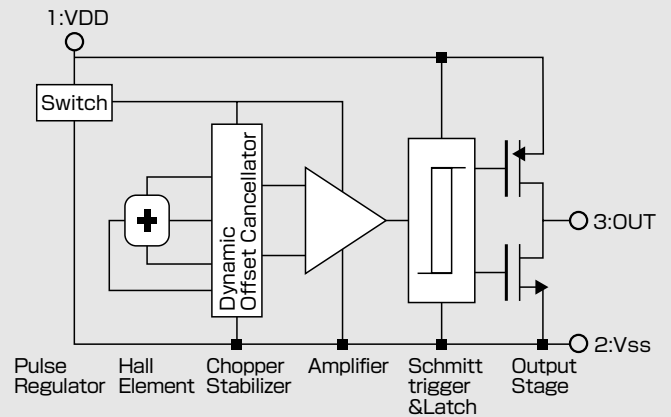 1:VDD
Switch
Dynamic
Offset Cancellator
3:OUT
2:Vss
Pulse
Regulator
Hall
Element
Chopper
Stabilizer
Amplifier
Schmitt
trigger
&Latch
Output
Stage